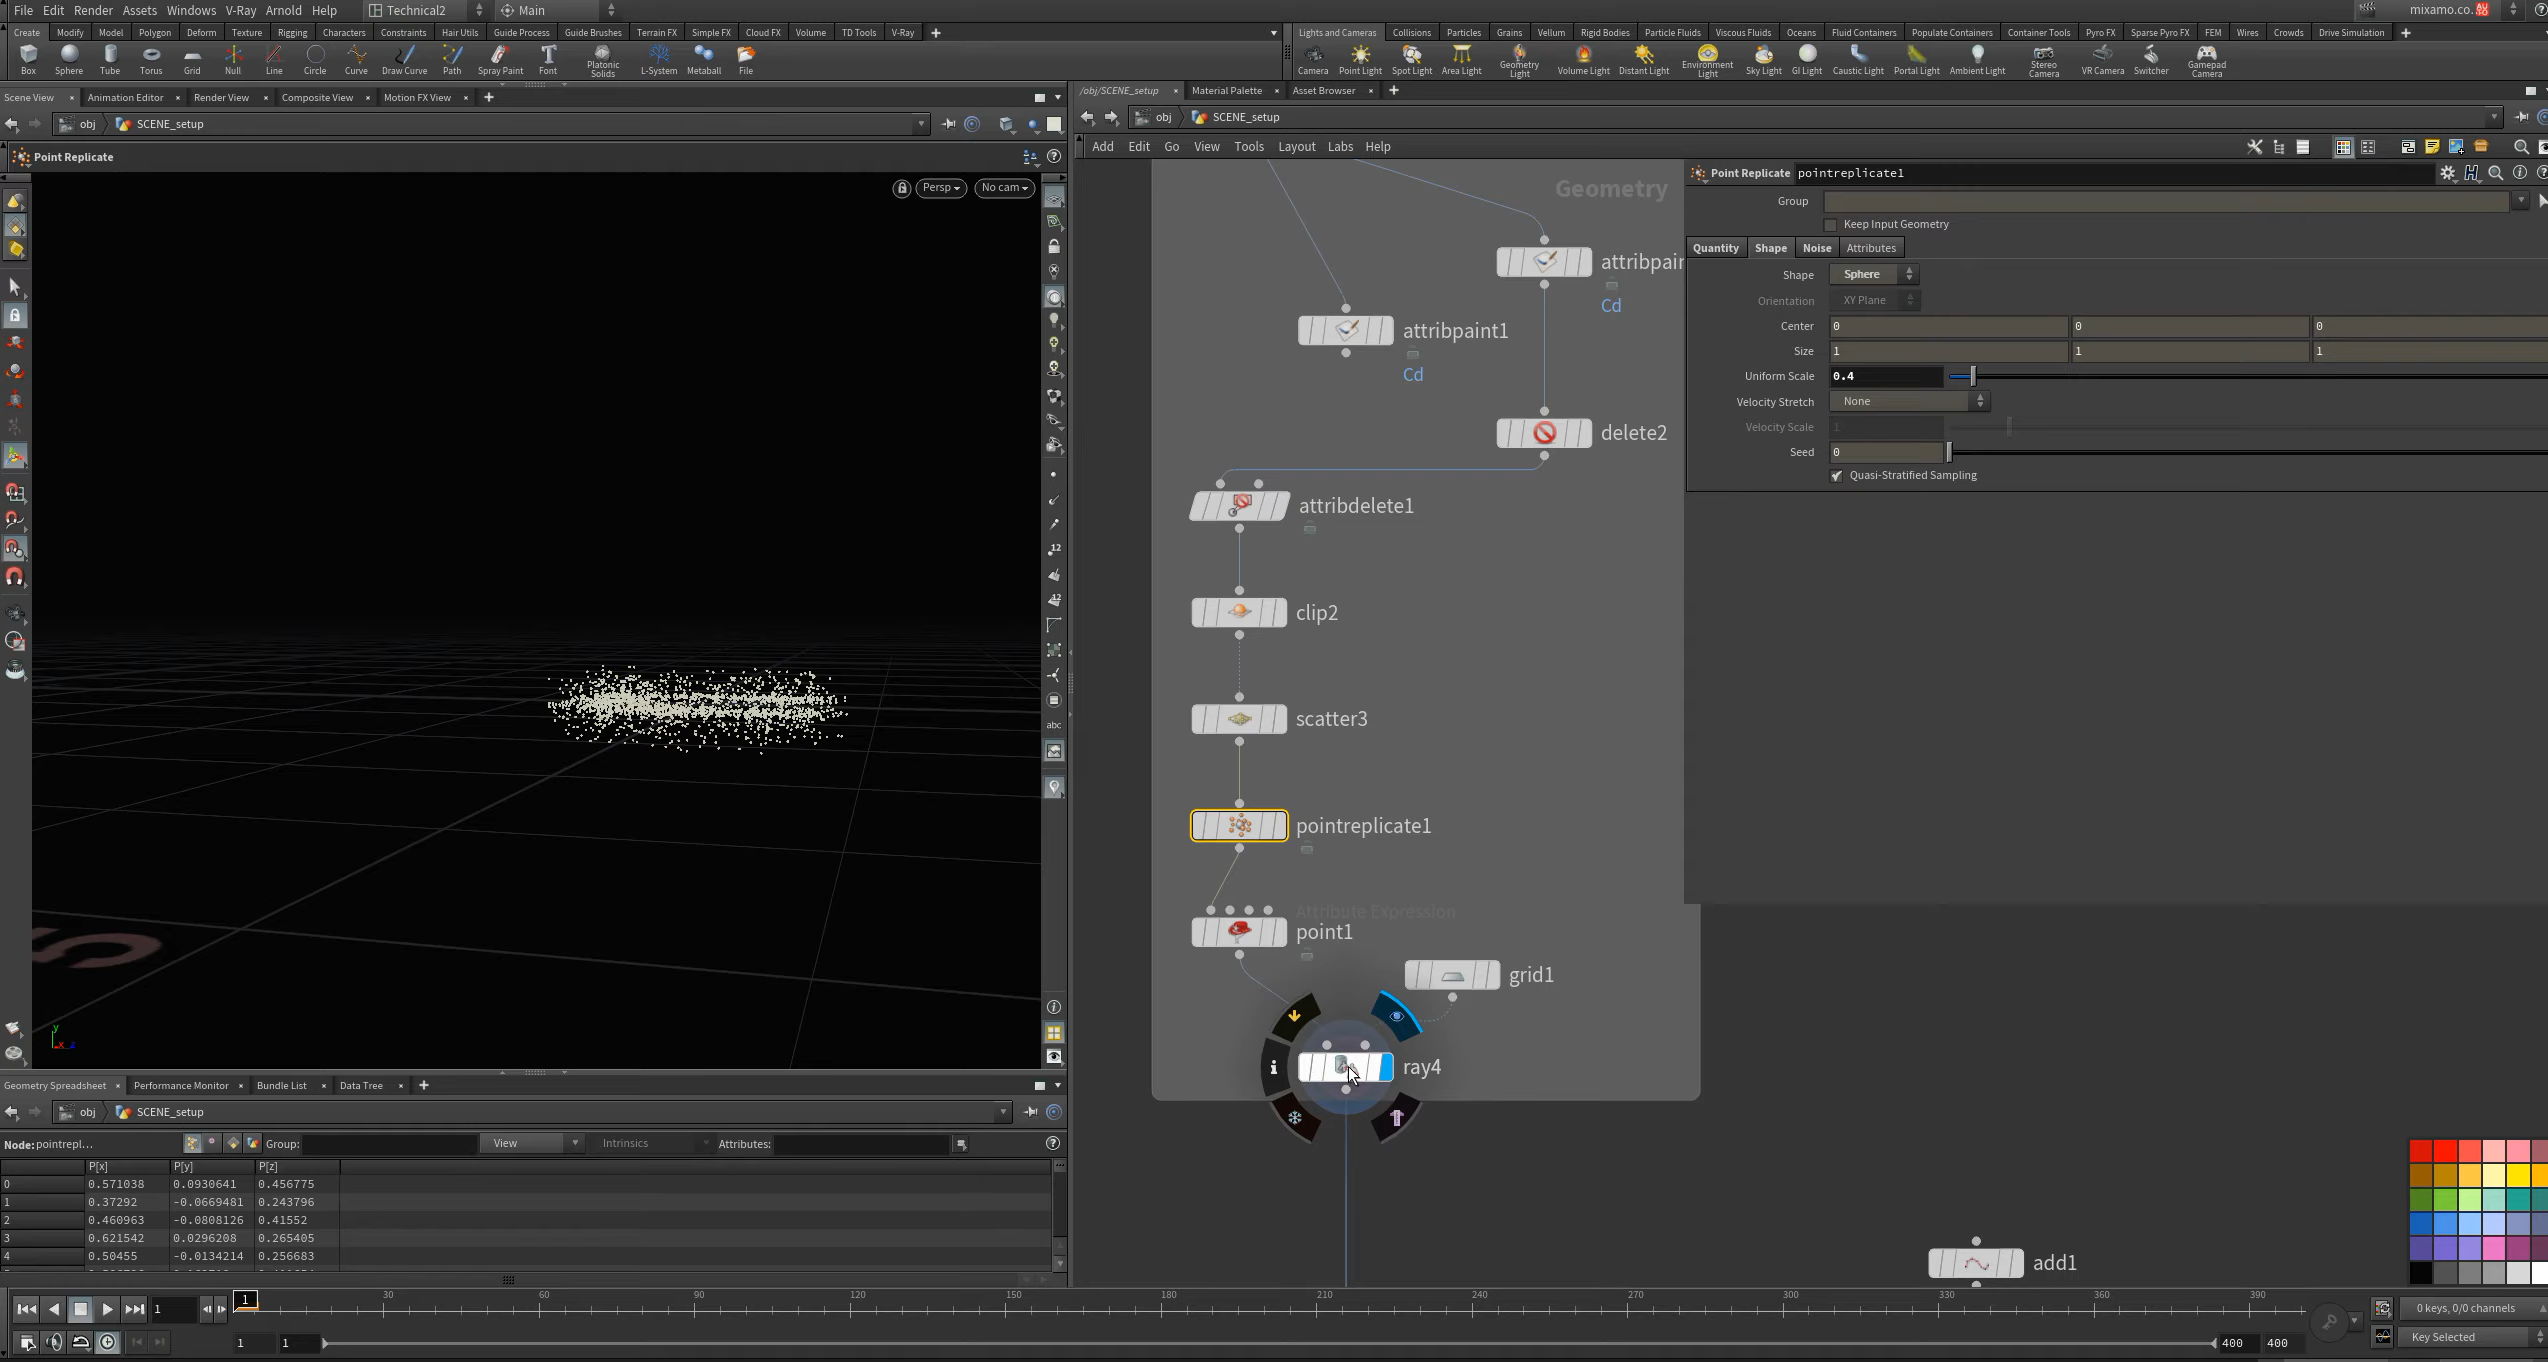 File Edit Render Assets Windows V-Ray Arnold Help Technical2 Main mixamo.co.
Create Modify Model Polygon Deform Texture Rigging Characters Constraints Hair Utils Guide Process Guide Brushes Terrain FX Simple FX Cloud FX Volume TD Tools V-Ray
Lights and Cameras Collisions Particles Grains Vellum Rigid Bodies Particle Fluids Viscous Fluids Oceans Fluid Containers Populate Containers Container Tools Pyro FX Sparse Pyro FX FEM Wires Crowds Drive Simulation
Box Sphere Tube Torus Grid Null Line Circle Curve Draw Curve Path Spray Paint Font Platonic Solids L-System Metaball File
Camera Point Light Spot Light Area Light Geometry Light Volume Light Distant Light Environment Light Sky Light GI Light Caustic Light Portal Light Ambient Light Stereo Camera VR Camera Switcher Gamepad Camera
Scene View Animation Editor Render View Composite View Motion FX View
obj SCENE_setup
Point Replicate
Persp No cam
12
12
abc
y
x z
/obj/SCENE_setup Material Palette Asset Browser
obj SCENE_setup
Add Edit Go View Tools Layout Labs Help
Geometry
attribpain
Cd
attribpaint1
Cd
delete2
attribdelete1
clip2
scatter3
pointreplicate1
Attribute Expression
point1
grid1
ray4
add1
Point Replicate pointreplicate1
Group
Keep Input Geometry
Quantity Shape Noise Attributes
Shape Sphere
Orientation XY Plane
Center 0 0 0
Size 1 1 1
Uniform Scale 0.4
Velocity Stretch None
Velocity Scale 1
Seed 0
Quasi-Stratified Sampling
Geometry Spreadsheet Performance Monitor Bundle List Data Tree
obj SCENE_setup
Node: pointrepl... Group: View Intrinsics Attributes:
P[x] P[y] P[z]
0 0.571038 0.0930641 0.456775
1 0.37292 -0.0669481 0.243796
2 0.460963 -0.0808126 0.41552
3 0.621542 0.0296208 0.265405
4 0.50455 -0.0134214 0.256683
1 1 30 60 90 120 150 180 210 240 270 300 330 360 390
0 keys, 0/0 channels
1 1 400 400
Key Selected